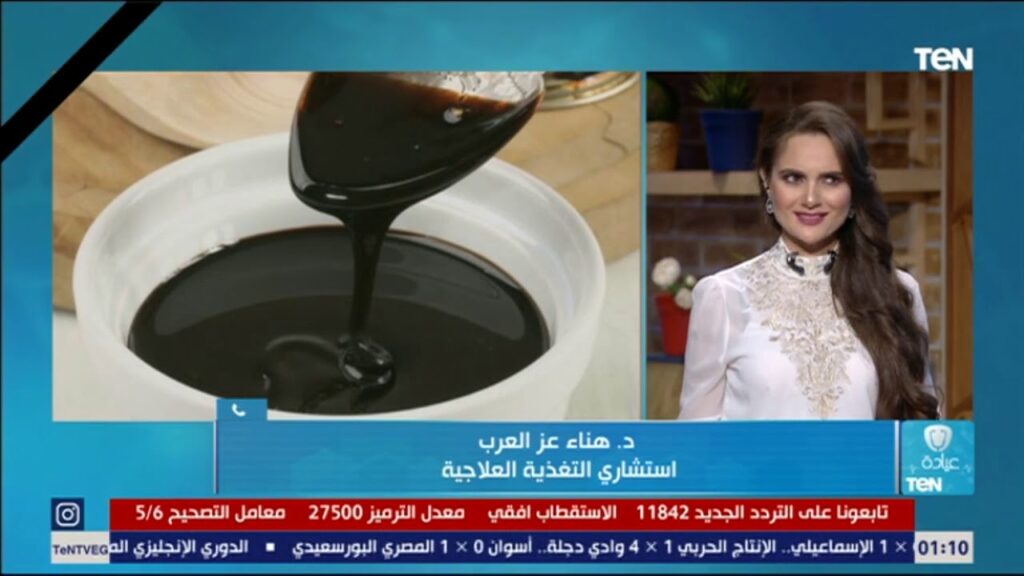 TEN
د. هناء عز العرب
استشاري التغذية العلاجية
عيادة
TEN
تابعونا على التردد الجديد 11842 الاستقطاب افقي معدل الترميز 27500 معامل التصحيح 5/6
01:10
× 1 الإسماعيلي.. الإنتاج الحربي 1 × 4 وادي دجلة.. أسوان 0 × 1 المصري البورسعيدي ■ الدوري الإنجليزي
TeNTVEG